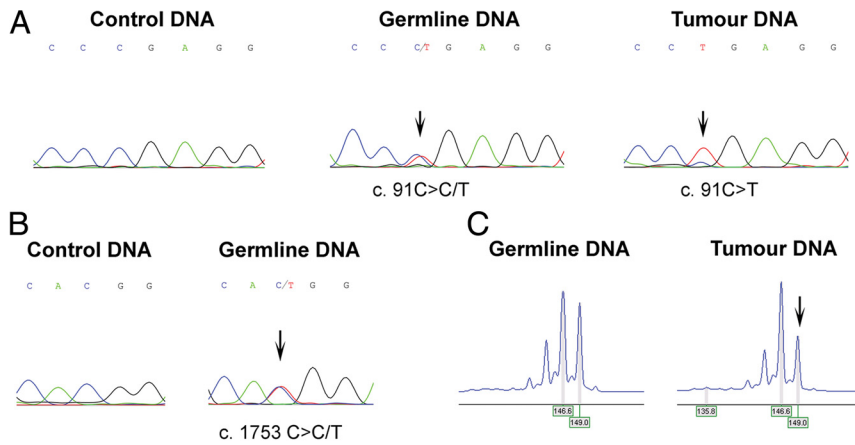 A
Control DNA
Germline DNA
Tumour DNA
C C C G A G G
C C C/T G A G G
C C T G A G G
c. 91C>C/T
c. 91C>T
B
Control DNA
Germline DNA
C A C G G
C A C/T G G
c. 1753 C>C/T
C
Germline DNA
Tumour DNA
146.6
149.0
135.8
146.6
149.0